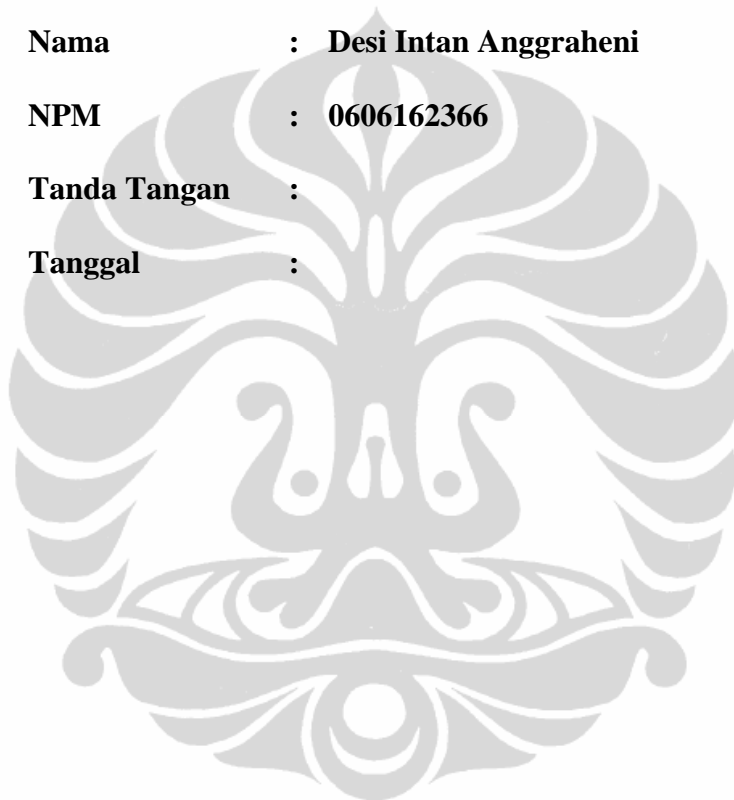 Nama : Desi Intan Anggraheni
NPM : 0606162366
Tanda Tangan :
Tanggal :